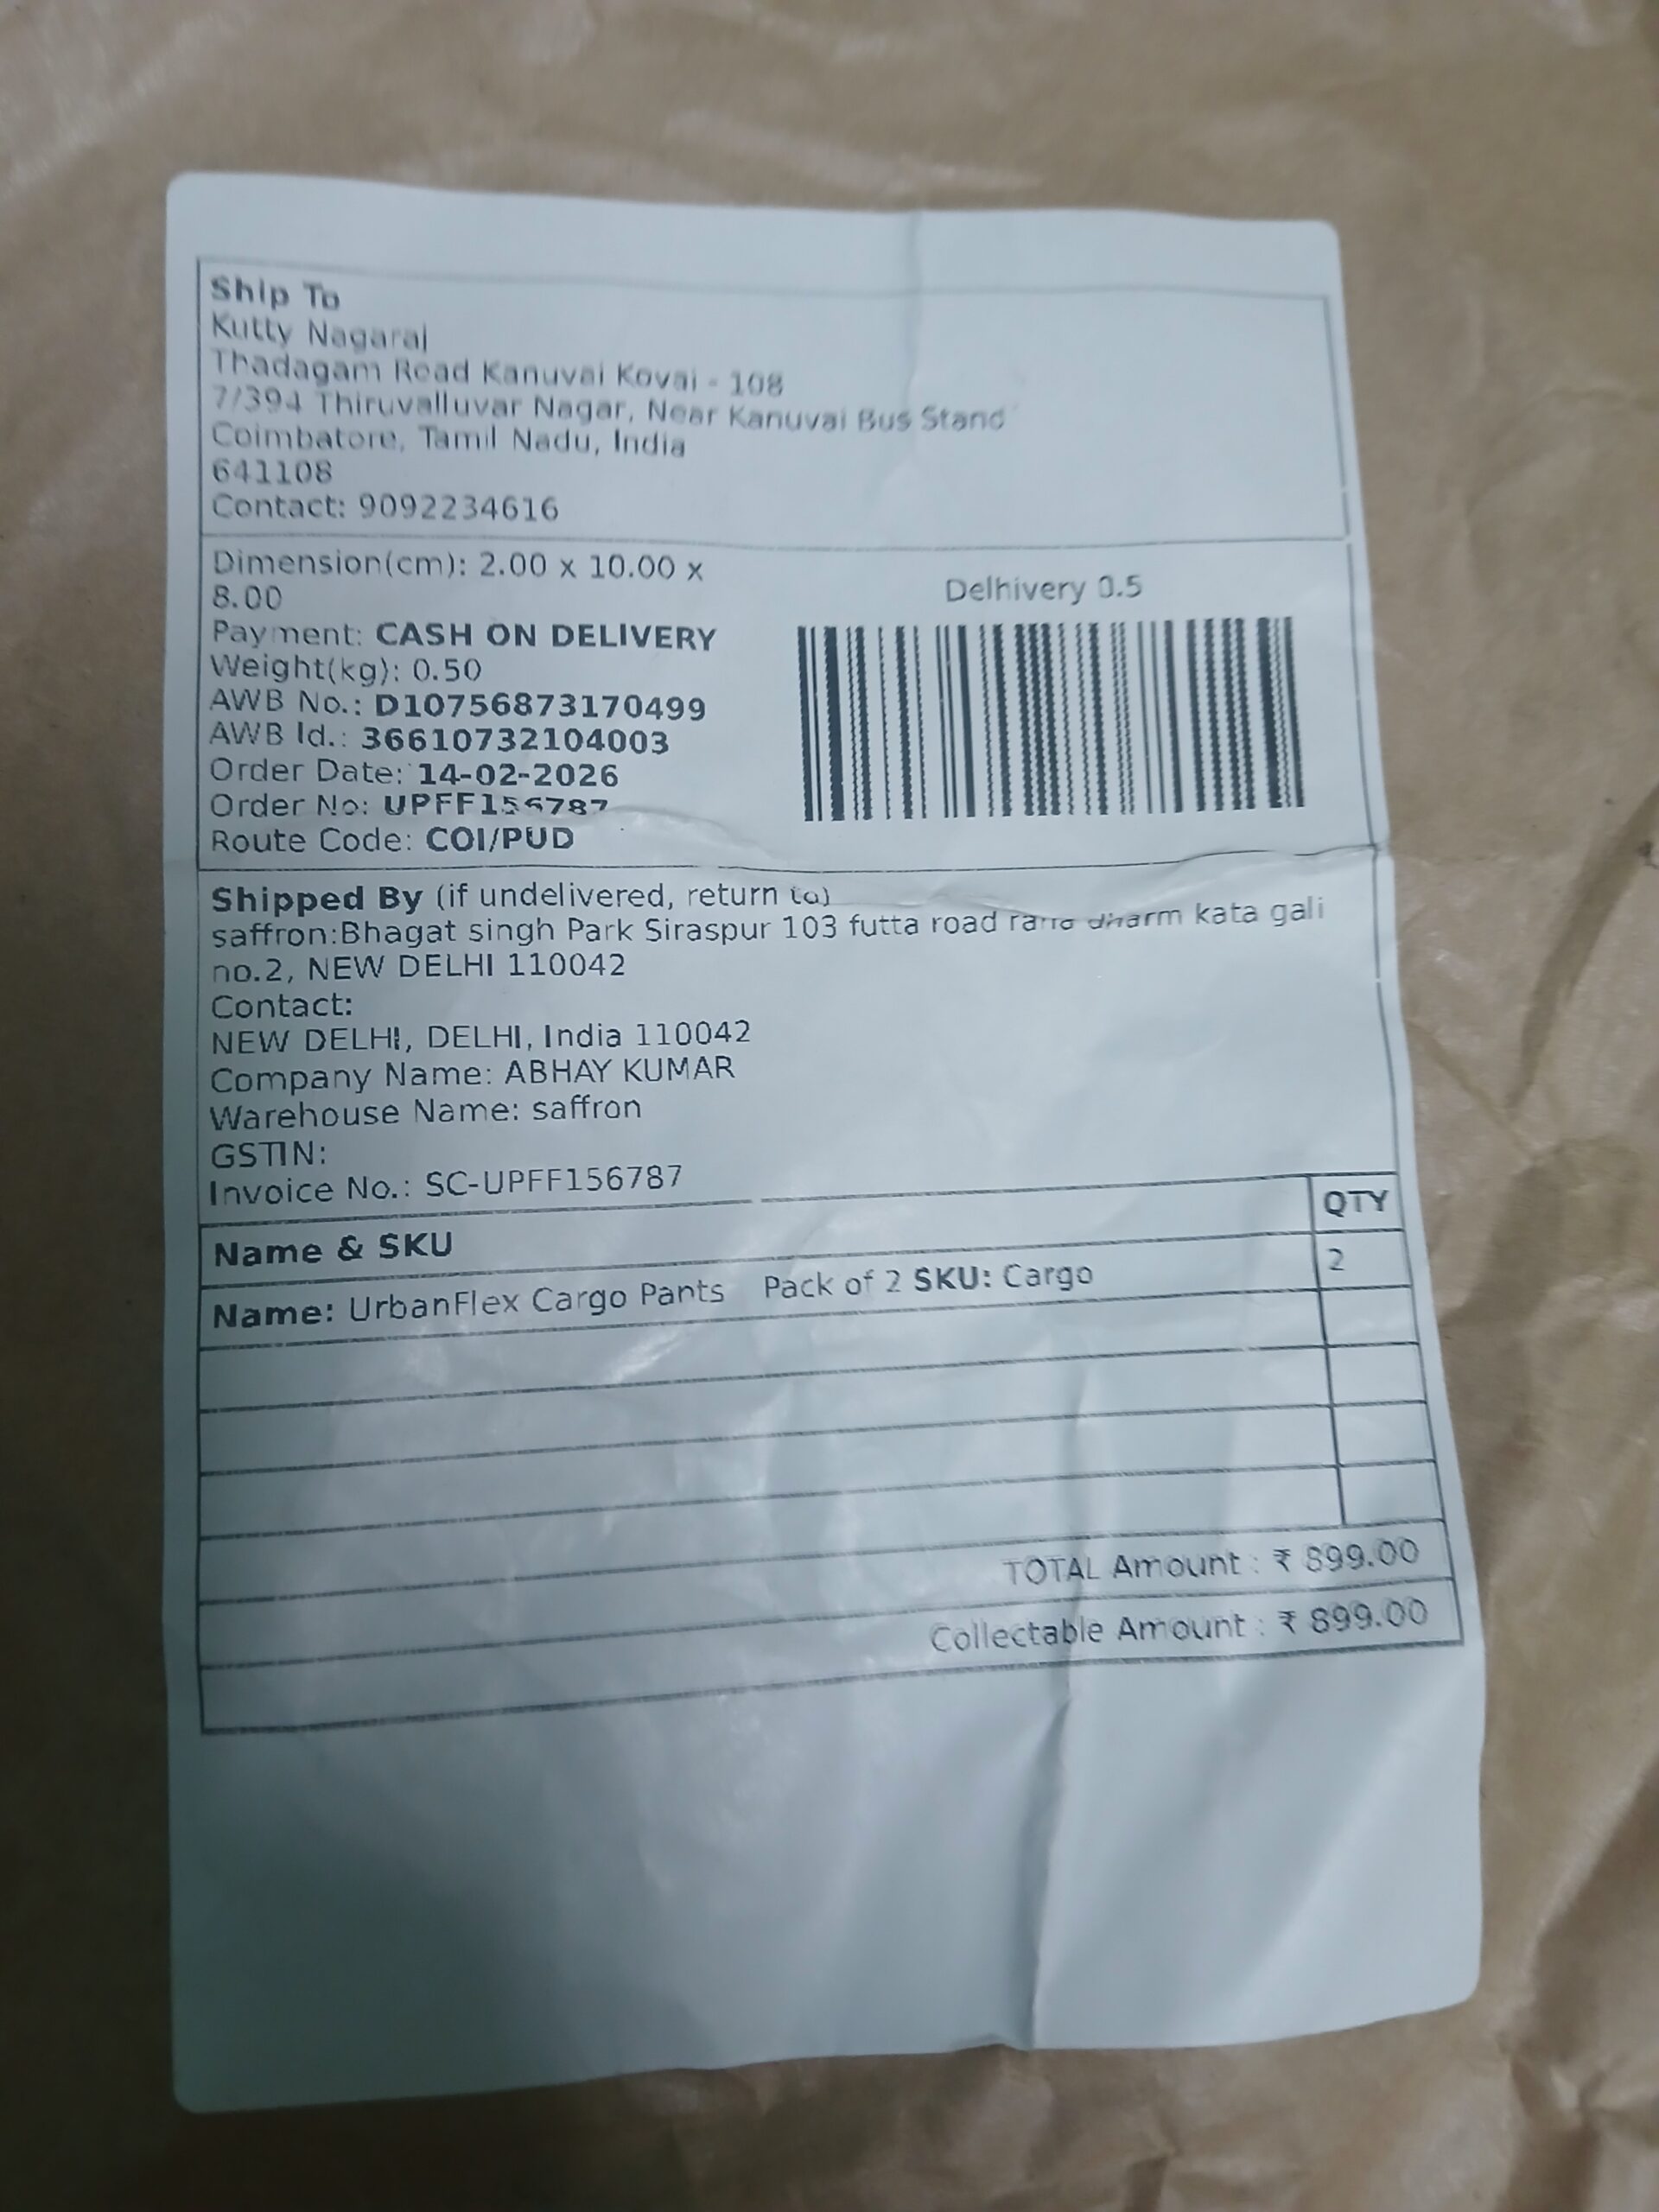 Ship To
Kutty Nagaraj
Thadagam Road Kanuvai Kovai - 108
7/394 Thiruvalluvar Nagar, Near Kanuvai Bus Stand
Coimbatore, Tamil Nadu, India
641108
Contact: 9092234616
Dimension(cm): 2.00 x 10.00 x
8.00
Payment: CASH ON DELIVERY
Weight(kg): 0.50
AWB No.: D10756873170499
AWB Id.: 36610732104003
Order Date: 14-02-2026
Order No: UPFF156787
Route Code: COI/PUD
Delhivery 0.5
Shipped By (if undelivered, return to)
saffron:Bhagat singh Park Siraspur 103 futta road rana dharm kata gali
no.2, NEW DELHI 110042
Contact:
NEW DELHI, DELHI, India 110042
Company Name: ABHAY KUMAR
Warehouse Name: saffron
GSTIN:
Invoice No.: SC-UPFF156787
Name & SKU QTY
Name: UrbanFlex Cargo Pants Pack of 2 SKU: Cargo 2
TOTAL Amount : ₹ 899.00
Collectable Amount : ₹ 899.00